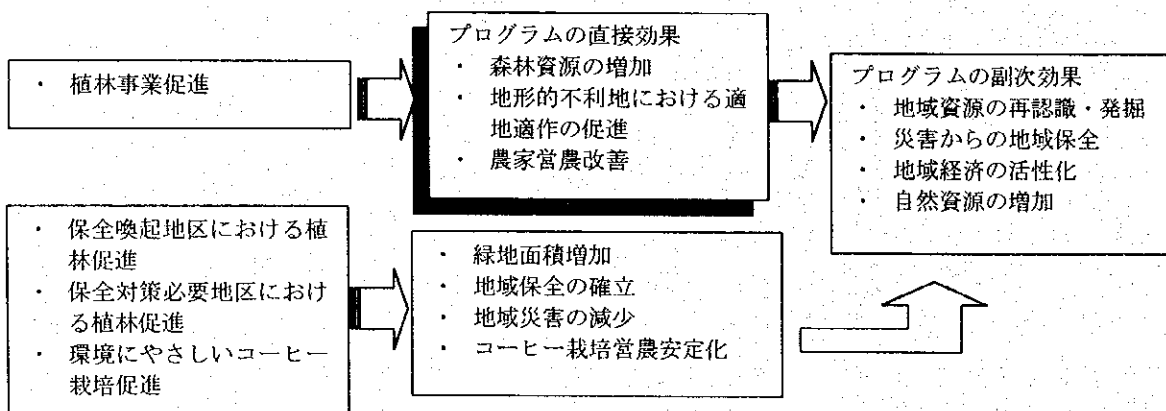 ・ 植林事業促進
プログラムの直接効果
・ 森林資源の増加
・ 地形的不利地における適
地適作の促進
・ 農家営農改善
プログラムの副次効果
・ 地域資源の再認識・発掘
・ 災害からの地域保全
・ 地域経済の活性化
・ 自然資源の増加
・ 保全喚起地区における植
林促進
・ 保全対策必要地区におけ
る植林促進
・ 環境にやさしいコーヒー
栽培促進
・ 緑地面積増加
・ 地域保全の確立
・ 地域災害の減少
・ コーヒー栽培営農安定化